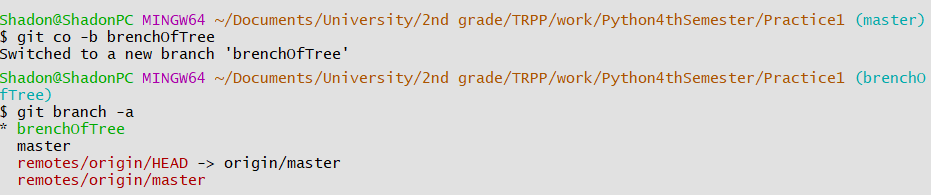 Shadon@ShadonPC MINGW64 ~/Documents/University/2nd grade/TRPP/work/Python4thSemester/Practice1 (master)
$ git co -b brenchOfTree
Switched to a new branch 'brenchOfTree'
Shadon@ShadonPC MINGW64 ~/Documents/University/2nd grade/TRPP/work/Python4thSemester/Practice1 (brenchO
fTree)
$ git branch -a
* brenchOfTree
  master
  remotes/origin/HEAD -> origin/master
  remotes/origin/master